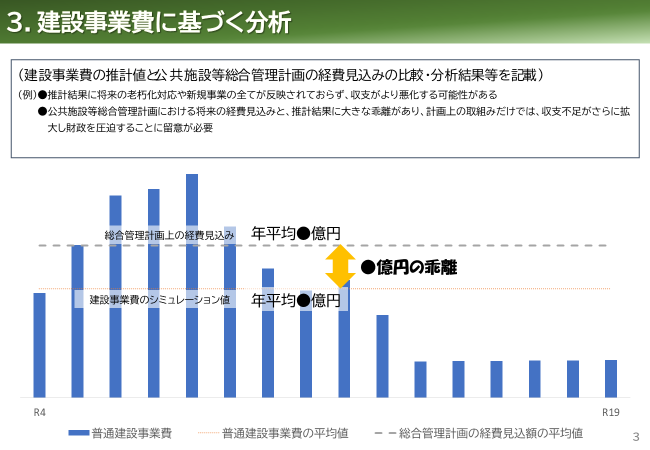 3. 建設事業費に基づく分析
（建設事業費の推計値と公共施設等総合管理計画の経費見込みの比較・分析結果等を記載）
（例）●推計結果に将来の老朽化対応や新規事業の全てが反映されておらず、収支がより悪化する可能性がある
●公共施設等総合管理計画における将来の経費見込みと、推計結果に大きな乖離があり、計画上の取組みだけでは、収支不足がさらに拡
大し財政を圧迫することに留意が必要
総合管理計画上の経費見込み 年平均●億円
●億円の乖離
建設事業費のシミュレーション値 年平均●億円
R4 R19
普通建設事業費 普通建設事業費の平均値 総合管理計画の経費見込額の平均値
3